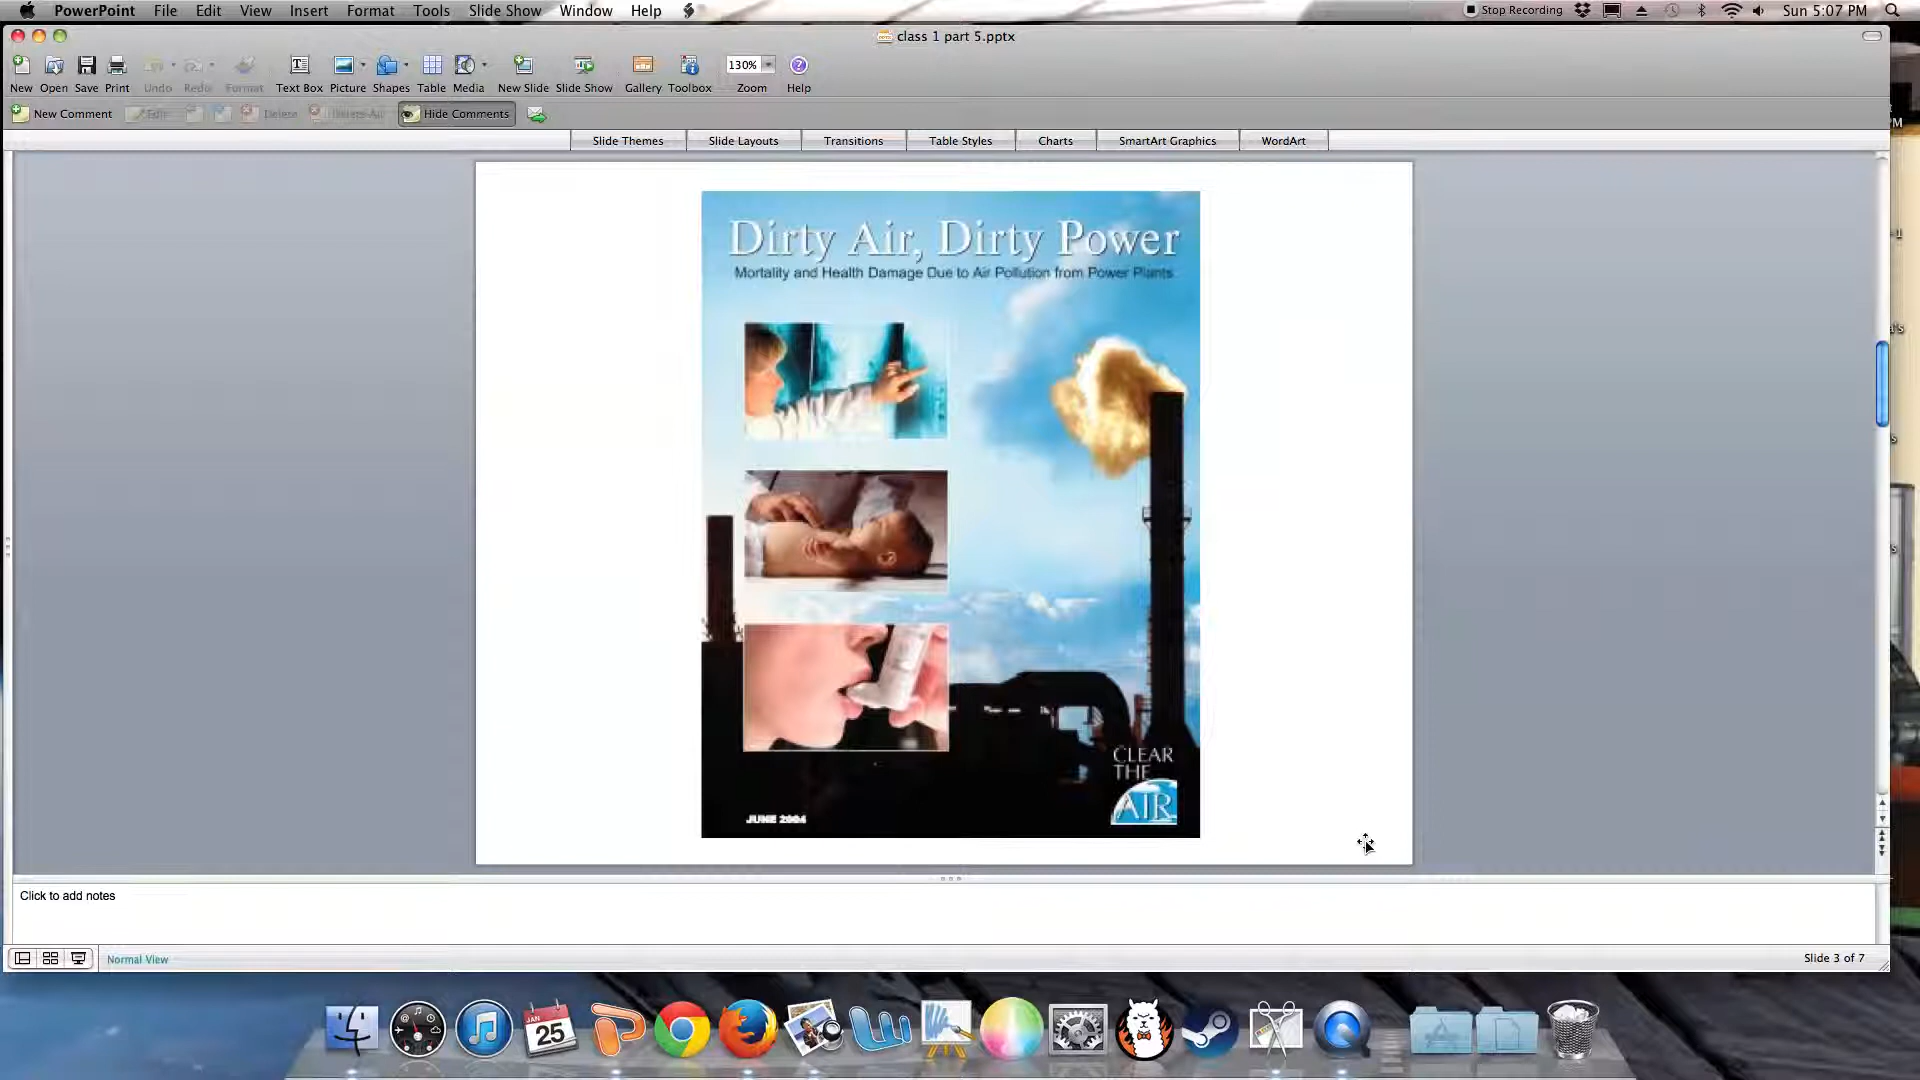 PowerPoint File Edit View Insert Format Tools Slide Show Window Help Stop Recording Sun 5:07 PM
class 1 part 5.pptx
130%
New Open Save Print Undo Redo Format Text Box Picture Shapes Table Media New Slide Slide Show Gallery Toolbox Zoom Help
New Comment Edit Delete Delete All Hide Comments
Slide Themes Slide Layouts Transitions Table Styles Charts SmartArt Graphics WordArt
Dirty Air, Dirty Power
Mortality and Health Damage Due to Air Pollution from Power Plants
CLEAR
THE
AIR
JUNE 2004
Click to add notes
Normal View
Slide 3 of 7
JAN
25